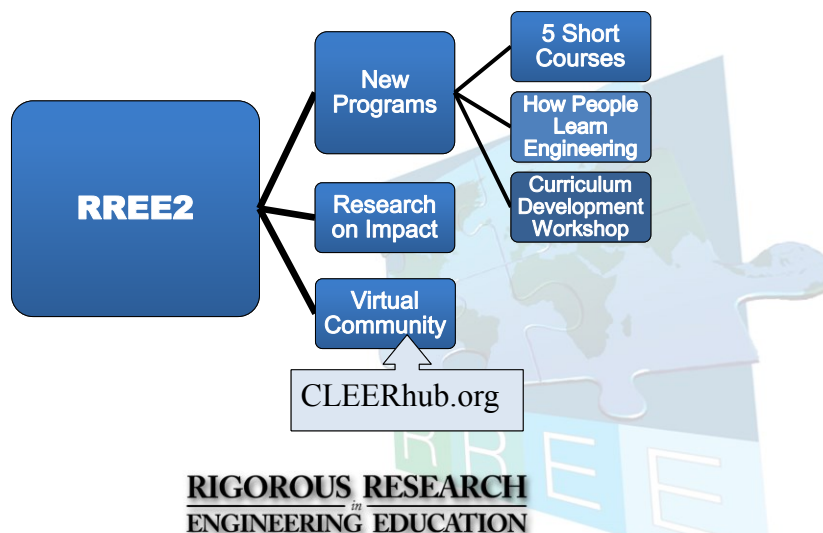 RREE2
New
Programs
Research
on Impact
Virtual
Community
5 Short
Courses
How People
Learn
Engineering
Curriculum
Development
Workshop
CLEERhub.org
R R E E
RIGOROUS RESEARCH
in
ENGINEERING EDUCATION